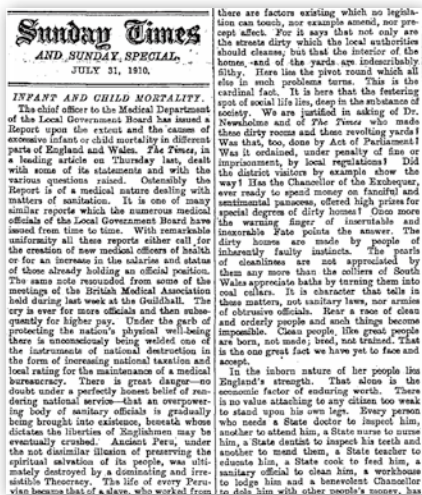 Sunday Times
AND SUNDAY SPECIAL.
JULY 31, 1910.
INFANT AND CHILD MORTALITY.
The chief officer to the Medical Department
of the Local Government Board has issued a
Report upon the extent and the causes of
excessive infant or child mortality in different
parts of England and Wales. The Times, in
a leading article on Thursday last, dealt
with some of its statements and with the
various questions raised. Ostensibly the
Report is of a medical nature dealing with
matters of sanitation. It is one of many
similar reports which the numerous medical
officials of the Local Government Board have
issued from time to time. With remarkable
uniformity all these reports either call for
the creation of new medical officers of health
or for an increase in the salaries and status
of those already holding an official position.
The same note resounded from some of the
meetings of the British Medical Association
held during last week at the Guildhall. The
cry is ever for more officials and then subse-
quently for higher pay. Under the garb of
protecting the nation's physical well-being
there is unconsciously being welded one of
the instruments of national destruction in
the form of increasing national taxation and
local rating for the maintenance of a medical
bureaucracy. There is great danger—no
doubt under a perfectly honest belief of ren-
dering national service—that an overpower-
ing body of sanitary officials is gradually
being brought into existence, beneath whose
dictates the liberties of Englishmen may be
eventually crushed. Ancient Peru, under
the not dissimilar illusion of preserving the
spiritual salvation of its people, was ulti-
mately destroyed by a dominating and irre-
sistible Theocracy. The life of every Peru-
vian became that of a slave, who worked from
there are factors existing which no legisla-
tion can touch, nor example amend, nor pre-
cept affect. For it says that not only are
the streets dirty which the local authorities
should cleanse, but that the interior of the
homes and of the yards are indescribably
filthy. Here lies the pivot round which all
else in such problems turns. This is the
cardinal fact. It is here that the festering
spot of social life lies, deep in the substance of
society. We are justified in asking of Dr.
Newsholme and of The Times who made
these dirty rooms and these revolting yards?
Was that, too, done by Act of Parliament?
Was it ordained, under penalty of fine or
imprisonment, by local regulations? Did
the district visitors by example show the
way? Has the Chancellor of the Exchequer,
ever ready to spend money on fanciful and
sentimental panaceas, offered high prizes for
special degrees of dirty homes? Once more
the warning finger of inscrutable and
inexorable Fate points the answer. The
dirty homes are made by people of
inherently faulty instincts. The pearls
of cleanliness are not appreciated by
them any more than the colliers of South
Wales appreciate baths by turning them into
coal cellars. It is character that tells in
these matters, not sanitary laws, nor armies
of obtrusive officials. Rear a race of clean
and orderly people and such things become
impossible. Clean people, like great people
are born, not made; bred, not trained. That
is the one great fact we have yet to face and
accept.
In the inborn nature of her people lies
England's strength. That alone is the
economic factor of enduring worth. There
is no value attaching to any citizen too weak
to stand upon his own legs. Every person
who needs a State doctor to inspect him,
another to attend him, a State nurse to nurse
him, a State dentist to inspect his teeth and
another to mend them, a State teacher to
educate him, a State cook to feed him, a
sanitary official to clean him, a workhouse
to lodge him and a benevolent Chancellor
to dole him with other people's money, has